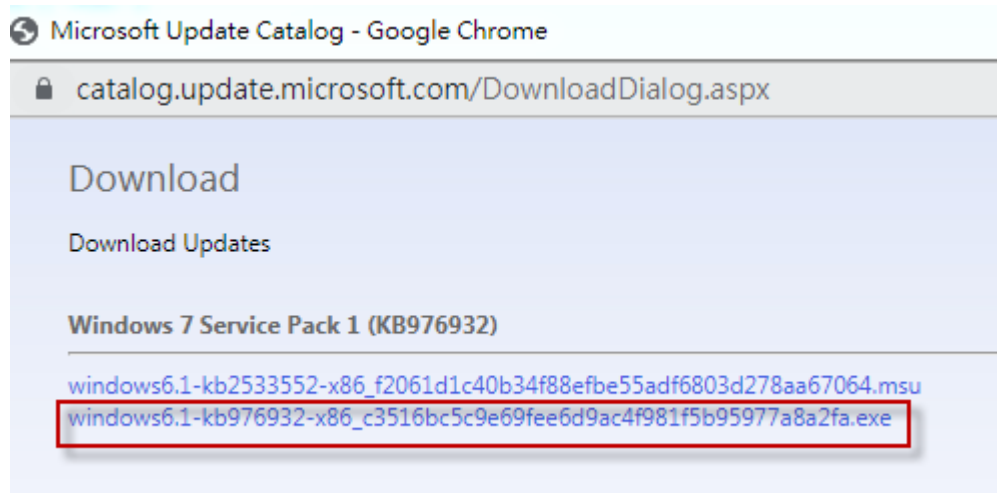 Microsoft Update Catalog - Google Chrome
catalog.update.microsoft.com/DownloadDialog.aspx
Download
Download Updates
Windows 7 Service Pack 1 (KB976932)
windows6.1-kb2533552-x86_f2061d1c40b34f88efbe55adf6803d278aa67064.msu
windows6.1-kb976932-x86_c3516bc5c9e69fee6d9ac4f981f5b95977a8a2fa.exe